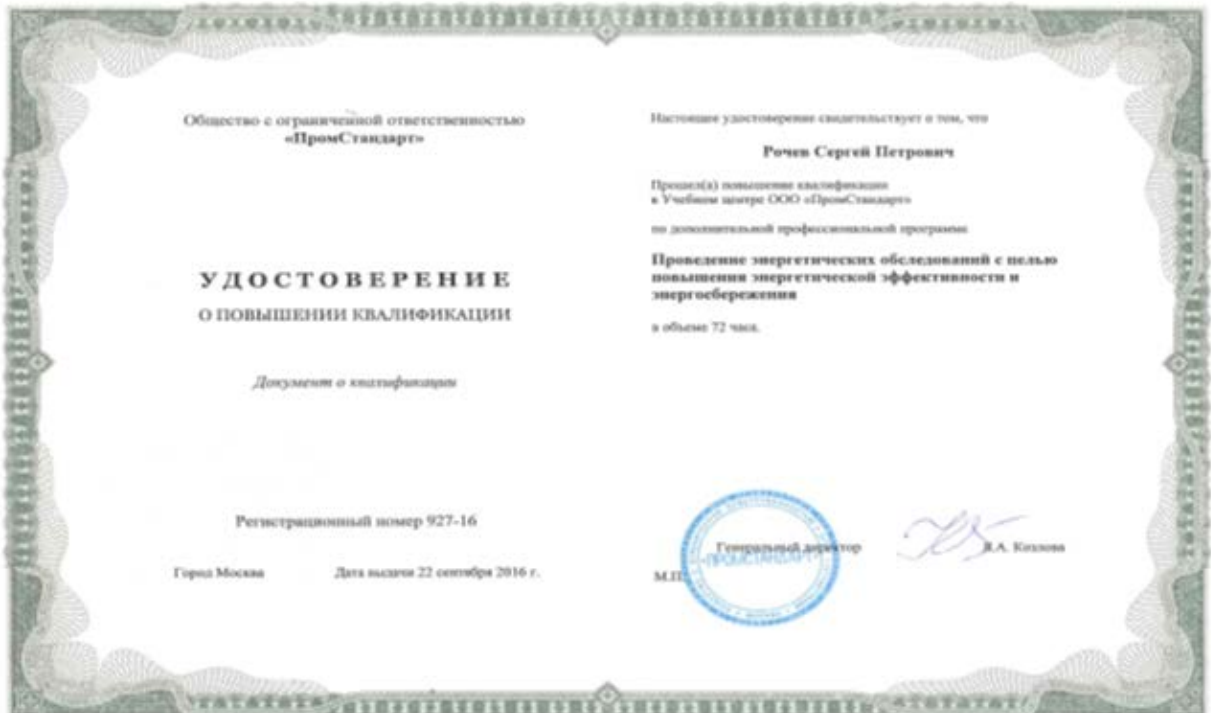 Общество с ограниченной ответственностью
«ПромСтандарт»
УДОСТОВЕРЕНИЕ
О ПОВЫШЕНИИ КВАЛИФИКАЦИИ
Документ о квалификации
Регистрационный номер 927-16
Город Москва Дата выдачи 22 сентября 2016 г.
Настоящее удостоверение свидетельствует о том, что
Рочев Сергей Петрович
Прошел(а) повышение квалификации
в Учебном центре ООО «ПромСтандарт»
по дополнительной профессиональной программе
Проведение энергетических обследований с целью
повышения энергетической эффективности и
энергосбережения
в объеме 72 часа.
Генеральный директор Козлова
М.П.
«ПРОМСТАНДАРТ»